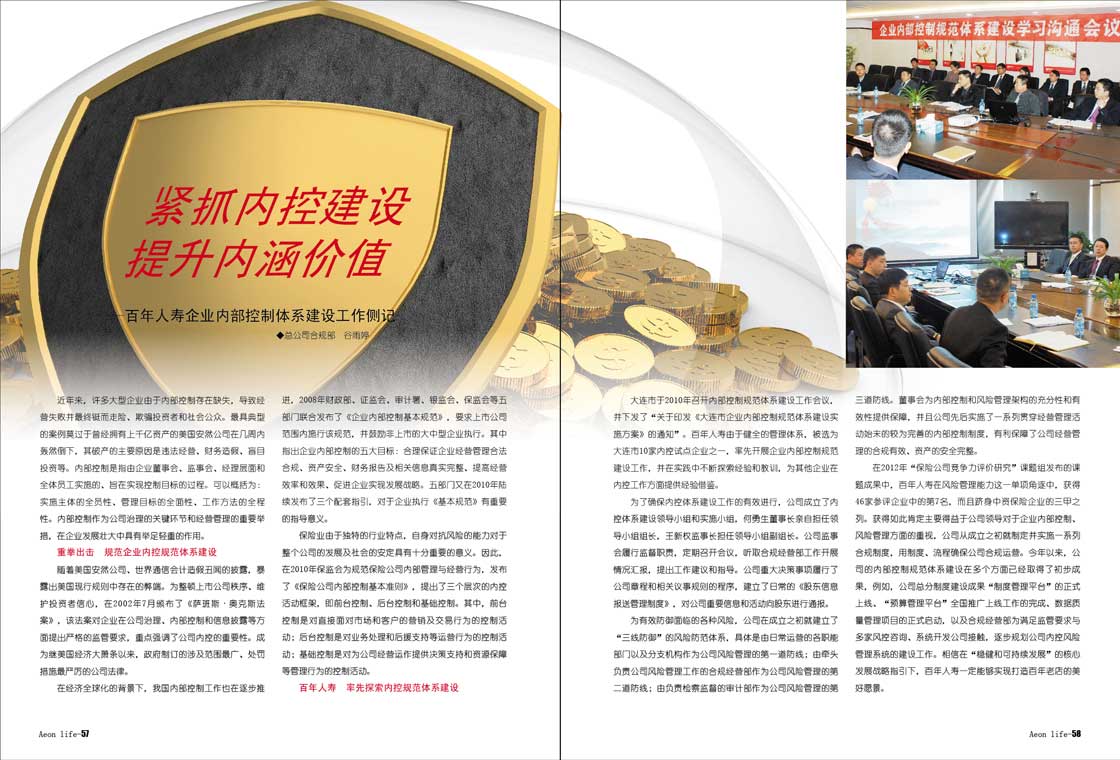 紧抓内控建设
提升内涵价值
—百年人寿企业内部控制体系建设工作侧记
◆总公司合规部　谷雨婷
近年来，许多大型企业由于内部控制存在缺失，导致经
营失败并最终铤而走险、欺骗投资者和社会公众。最具典型
的案例莫过于曾经拥有上千亿资产的美国安然公司在几周内
轰然倒下，其破产的主要原因是违法经营、财务造假、盲目
投资等。内部控制是指由企业董事会、监事会、经理层面和
全体员工实施的、旨在实现控制目标的过程。可以概括为：
实施主体的全员性、管理目标的全面性、工作方法的全程
性。内部控制作为公司治理的关键环节和经营管理的重要举
措，在企业发展壮大中具有举足轻重的作用。
重拳出击　规范企业内控规范体系建设
随着美国安然公司、世界通信会计造假丑闻的披露，暴
露出美国现行规则中存在的弊端。为整顿上市公司秩序、维
护投资者信心，在2002年7月颁布了《萨班斯·奥克斯法
案》，该法案对企业在公司治理、内部控制和信息披露等方
面提出严格的监管要求，重点强调了公司内控的重要性。成
为继美国经济大萧条以来，政府制订的涉及范围最广、处罚
措施最严厉的公司法律。
在经济全球化的背景下，我国内部控制工作也在逐步推
进，2008年财政部、证监会、审计署、银监会、保监会等五
部门联合发布了《企业内部控制基本规范》，要求上市公司
范围内施行该规范，并鼓励非上市的大中型企业执行。其中
指出企业内部控制的五大目标：合理保证企业经营管理合法
合规、资产安全、财务报告及相关信息真实完整，提高经营
效率和效果，促进企业实现发展战略。五部门又在2010年陆
续发布了三个配套指引，对于企业执行《基本规范》有重要
的指导意义。
保险业由于独特的行业特点，自身对抗风险的能力对于
整个公司的发展及社会的安定具有十分重要的意义。因此，
在2010年保监会为规范保险公司内部管理与经营行为，发布
了《保险公司内部控制基本准则》，提出了三个层次的内控
活动框架，即前台控制、后台控制和基础控制。其中，前台
控制是对直接面对市场和客户的营销及交易行为的控制活
动；后台控制是对业务处理和后援支持等运营行为的控制活
动；基础控制是对为公司经营运作提供决策支持和资源保障
等管理行为的控制活动。
百年人寿　率先探索内控规范体系建设
Aeon life-57
企业内部控制规范体系建设学习沟通会议
大连市于2010年召开内部控制规范体系建设工作会议，
并下发了“关于印发《大连市企业内部控制规范体系建设实
施方案》的通知”。百年人寿由于健全的管理体系，被选为
大连市10家内控试点企业之一，率先开展企业内部控制规范
建设工作，并在实践中不断探索经验和教训，为其他企业在
内控工作方面提供经验借鉴。
为了确保内控体系建设工作的有效进行，公司成立了内
控体系建设领导小组和实施小组，何勇生董事长亲自担任领
导小组组长，王新权监事长担任领导小组副组长。公司监事
会履行监督职责，定期召开会议，听取合规经营部工作开展
情况汇报，提出工作建议和指导。公司重大决策事项履行了
公司章程和相关议事规则的程序，建立了日常的《股东信息
报送管理制度》，对公司重要信息和活动向股东进行通报。
为有效防御面临的各种风险，公司在成立之初就建立了
“三线防御”的风险防范体系，具体是由日常运营的各职能
部门以及分支机构作为公司风险管理的第一道防线；由牵头
负责公司风险管理工作的合规经营部作为公司风险管理的第
二道防线；由负责检察监督的审计部作为公司风险管理的第
三道防线。董事会为内部控制和风险管理架构的充分性和有
效性提供保障，并且公司先后实施了一系列贯穿经营管理活
动始末的较为完善的内部控制制度，有利保障了公司经营管
理的合规有效、资产的安全完整。
在2012年“保险公司竞争力评价研究”课题组发布的课
题成果中，百年人寿在风险管理能力这一单项角逐中，获得
46家参评企业中的第7名，而且跻身中资保险企业的三甲之
列。获得如此肯定主要得益于公司领导对于企业内部控制、
风险管理方面的重视，公司从成立之初就制定并实施一系列
合规制度，用制度、流程确保公司合规运营。今年以来，公
司的内部控制规范体系建设在多个方面已经取得了初步成
果，例如，公司总分制度建设成果“制度管理平台”的正式
上线、“预算管理平台”全国推广上线工作的完成、数据质
量管理项目的正式启动，以及合规经营部为满足监管要求与
多家风控咨询、系统开发公司接触，逐步规划公司内控风险
管理系统的建设工作。相信在“稳健和可持续发展”的核心
发展战略指引下，百年人寿一定能够实现打造百年老店的美
好愿景。
Aeon life-58